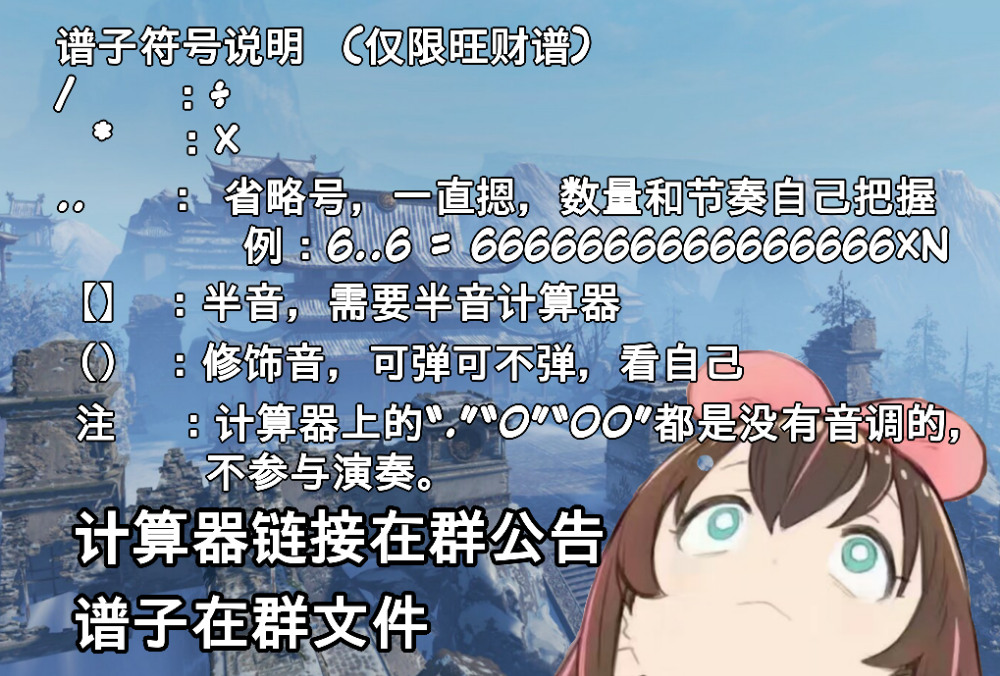 谱子符号说明 （仅限旺财谱）
/ ：÷
* ：X
.. ： 省略号，一直摁，数量和节奏自己把握
例：6..6 = 6666666666666666XN
【】 ：半音，需要半音计算器
() ：修饰音，可弹可不弹，看自己
注 ：计算器上的“.”“0”“00”都是没有音调的，
不参与演奏。
计算器链接在群公告
谱子在群文件